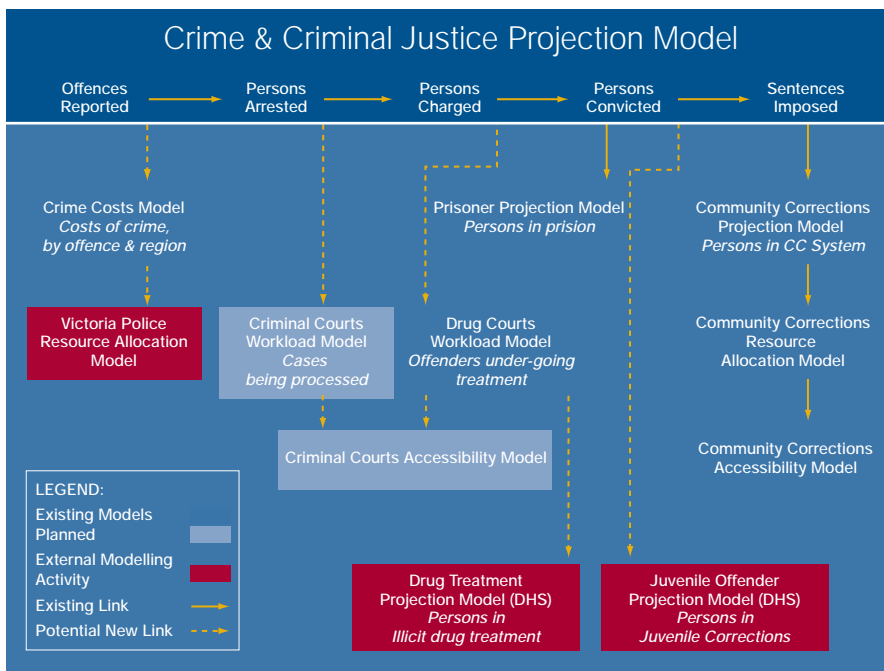 Crime & Criminal Justice Projection Model
Offences
Reported
Persons
Arrested
Persons
Charged
Persons
Convicted
Sentences
Imposed
Crime Costs Model
Costs of crime,
by offence & region
Prisoner Projection Model
Persons in prision
Community Corrections
Projection Model
Persons in CC System
Victoria Police
Resource Allocation
Model
Criminal Courts
Workload Model
Cases
being processed
Drug Courts
Workload Model
Offenders under-going
treatment
Community Corrections
Resource
Allocation Model
Criminal Courts Accessibility Model
Community Corrections
Accessibility Model
LEGEND:
Existing Models
Planned
External Modelling
Activity
Existing Link
Potential New Link
Drug Treatment
Projection Model (DHS)
Persons in
Illicit drug treatment
Juvenile Offender
Projection Model (DHS)
Persons in
Juvenile Corrections